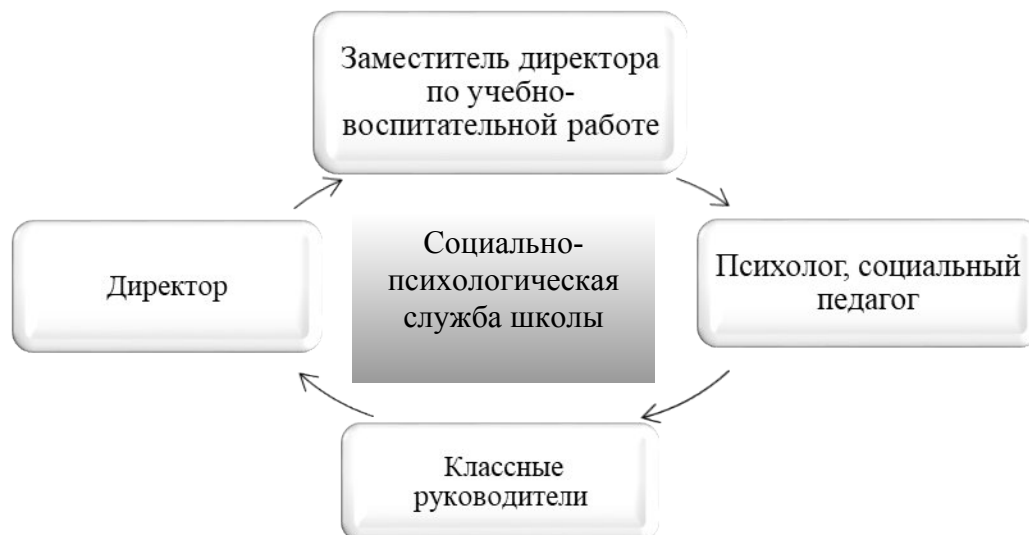 Заместитель директора
по учебно-
воспитательной работе
Социально-
психологическая
служба школы
Директор
Психолог, социальный
педагог
Классные
руководители